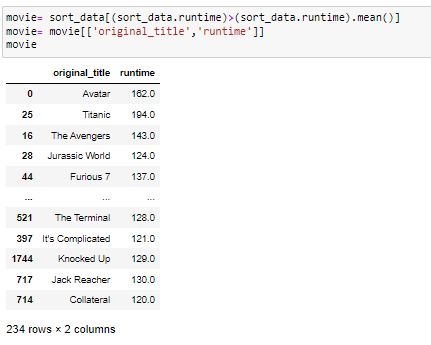 movie= sort_data[(sort_data.runtime)>(sort_data.runtime).mean()]
movie= movie[['original_title','runtime']]
movie
original_title runtime
0 Avatar 162.0
25 Titanic 194.0
16 The Avengers 143.0
28 Jurassic World 124.0
44 Furious 7 137.0
... ... ...
521 The Terminal 128.0
397 It's Complicated 121.0
1744 Knocked Up 129.0
717 Jack Reacher 130.0
714 Collateral 120.0
234 rows × 2 columns